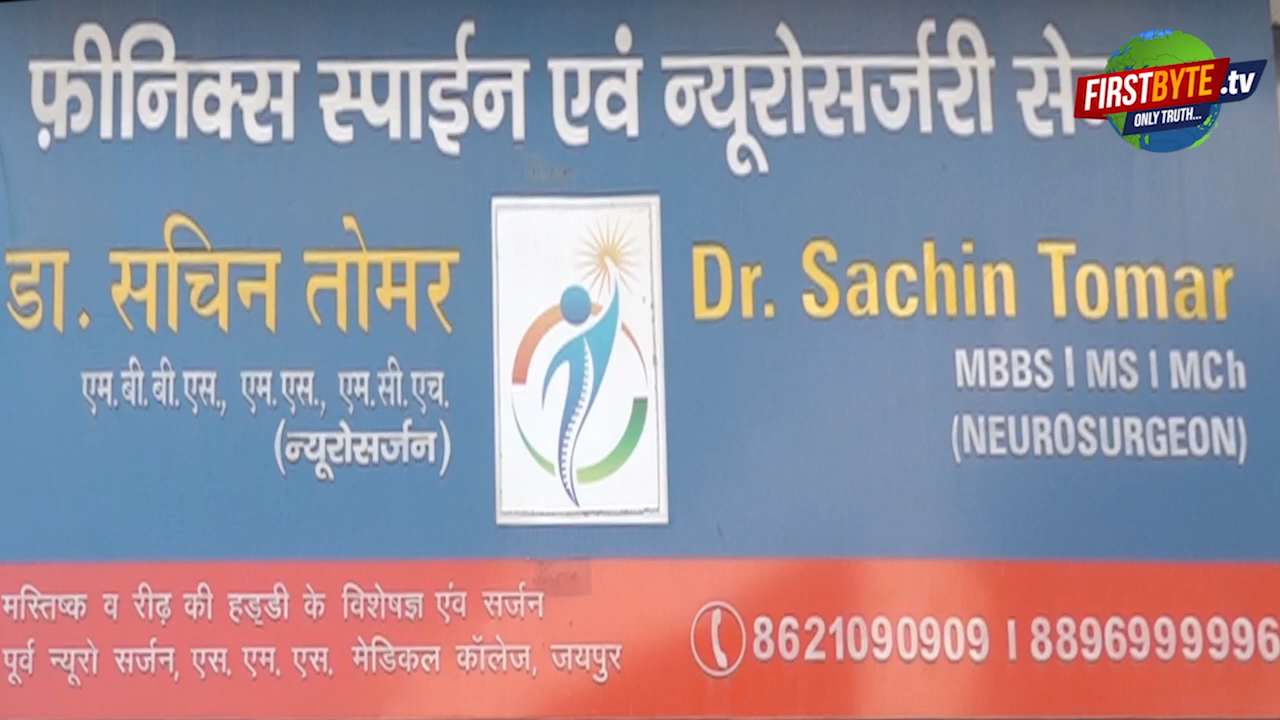 फ़ीनिक्स स्पाईन एवं न्यूरोसर्जरी
FIRSTBYTE.tv
ONLY TRUTH...
डा. सचिन तोमर
एम.बी.बी.एस., एम.एस., एम.सी.एच.
(न्यूरोसर्जन)
Dr. Sachin Tomar
MBBS | MS | MCh
(NEUROSURGEON)
मस्तिष्क व रीढ़ की हड्डी के विशेषज्ञ एंव सर्जन
पूर्व न्यूरो सर्जन, एस. एम. एस. मेडिकल कॉलेज, जयपुर
8621090909 | 8896999996